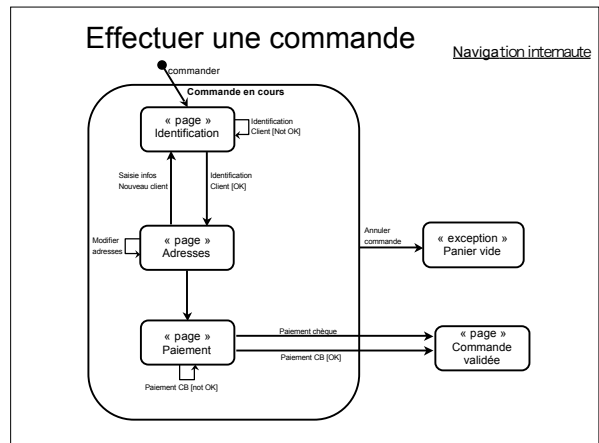 Effectuer une commande
Navigation internaute
commander
Commande en cours
« page »
Identification
Identification
Client [Not OK]
Saisie infos
Nouveau client
Identification
Client [OK]
Modifier
adresses
« page »
Adresses
Annuler
commande
« exception »
Panier vide
« page »
Paiement
Paiement chèque
Paiement CB [OK]
« page »
Commande
validée
Paiement CB [not OK]